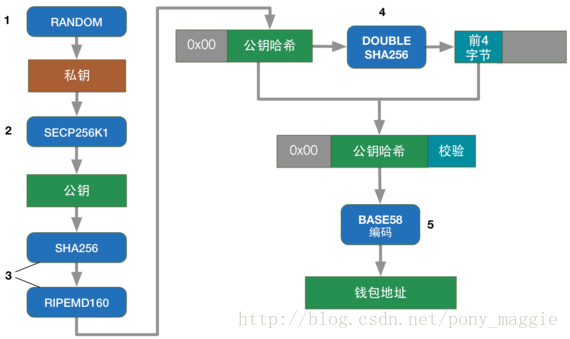 1
RANDOM
私钥
2
SECP256K1
公钥
SHA256
3
RIPEMD160
4
0x00
公钥哈希
DOUBLE
SHA256
前4
字节
0x00
公钥哈希
校验
BASE58
编码
5
钱包地址
http://blog.csdn.net/pony_maggie